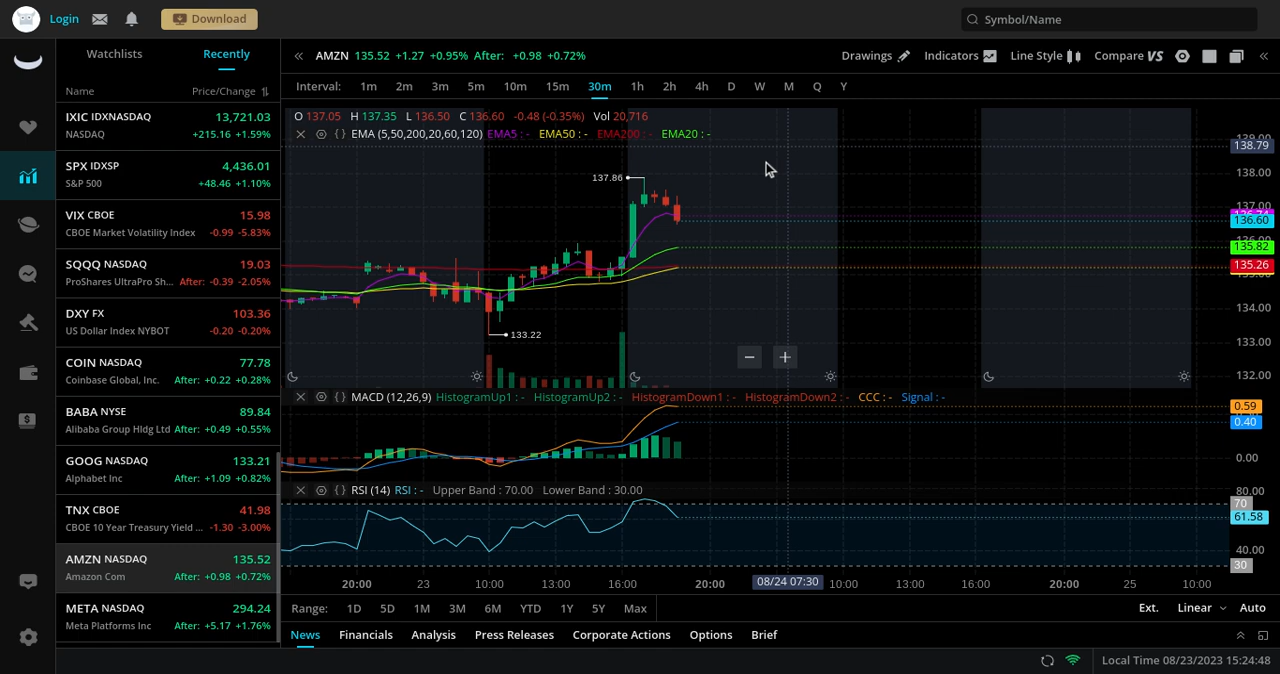 Login
Download
Symbol/Name
Watchlists
Recently
Name
Price/Change
IXIC IDXNASDAQ 13,721.03
NASDAQ +215.16 +1.59%
SPX IDXSP 4,436.01
S&P 500 +48.46 +1.10%
VIX CBOE 15.98
CBOE Market Volatility Index -0.99 -5.83%
SQQQ NASDAQ 19.03
ProShares UltraPro Sh... After: -0.39 -2.05%
DXY FX 103.36
US Dollar Index NYBOT -0.20 -0.20%
COIN NASDAQ 77.78
Coinbase Global, Inc. After: +0.22 +0.28%
BABA NYSE 89.84
Alibaba Group Hldg Ltd After: +0.49 +0.55%
GOOG NASDAQ 133.21
Alphabet Inc After: +1.09 +0.82%
TNX CBOE 41.98
CBOE 10 Year Treasury Yield ... -1.30 -3.00%
AMZN NASDAQ 135.52
Amazon Com After: +0.98 +0.72%
META NASDAQ 294.24
Meta Platforms Inc After: +5.17 +1.76%
AMZN 135.52 +1.27 +0.95% After: +0.98 +0.72%
Drawings Indicators Line Style Compare VS
Interval: 1m 2m 3m 5m 10m 15m 30m 1h 2h 4h D W M Q Y
O 137.05 H 137.35 L 136.50 C 136.60 -0.48 (-0.35%) Vol 20,716
EMA (5,50,200,20,60,120) EMA5 : - EMA50 : - EMA200 : - EMA20 : -
137.86
133.22
138.79
138.00
137.00
136.60
135.82
135.26
134.00
133.00
132.00
MACD (12,26,9) HistogramUp1 : - HistogramUp2 : - HistogramDown1 : - HistogramDown2 : - CCC : - Signal : -
0.59
0.40
0.00
RSI (14) RSI : - Upper Band : 70.00 Lower Band : 30.00
80.00
70
61.58
40.00
30
20:00 23 10:00 13:00 16:00 20:00 08/24 07:30 10:00 13:00 16:00 20:00 25 10:00
Range: 1D 5D 1M 3M 6M YTD 1Y 5Y Max
Ext. Linear Auto
News Financials Analysis Press Releases Corporate Actions Options Brief
Local Time 08/23/2023 15:24:48